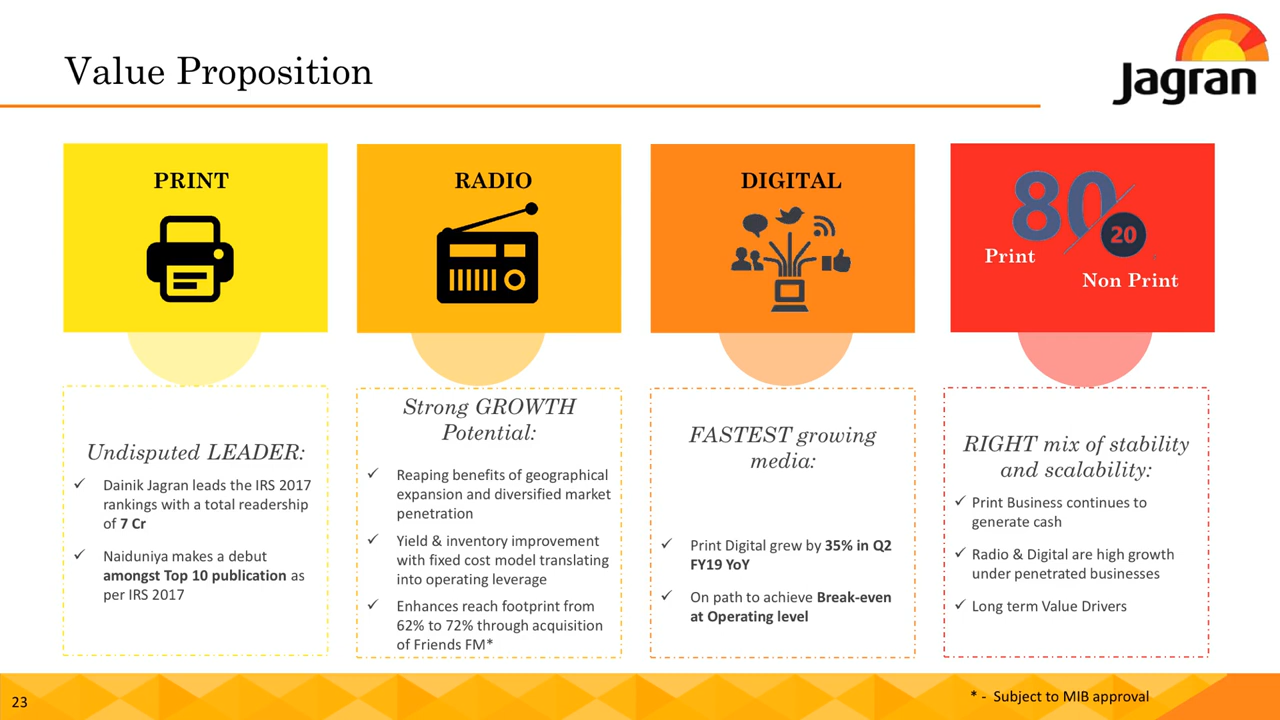 Value Proposition
Jagran
PRINT
RADIO
DIGITAL
80
20
Print
Non Print
Undisputed LEADER:
✓ Dainik Jagran leads the IRS 2017
rankings with a total readership
of 7 Cr
✓ Naiduniya makes a debut
amongst Top 10 publication as
per IRS 2017
Strong GROWTH
Potential:
✓ Reaping benefits of geographical
expansion and diversified market
penetration
✓ Yield & inventory improvement
with fixed cost model translating
into operating leverage
✓ Enhances reach footprint from
62% to 72% through acquisition
of Friends FM*
FASTEST growing
media:
✓ Print Digital grew by 35% in Q2
FY19 YoY
✓ On path to achieve Break-even
at Operating level
RIGHT mix of stability
and scalability:
✓ Print Business continues to
generate cash
✓ Radio & Digital are high growth
under penetrated businesses
✓ Long term Value Drivers
23
* - Subject to MIB approval